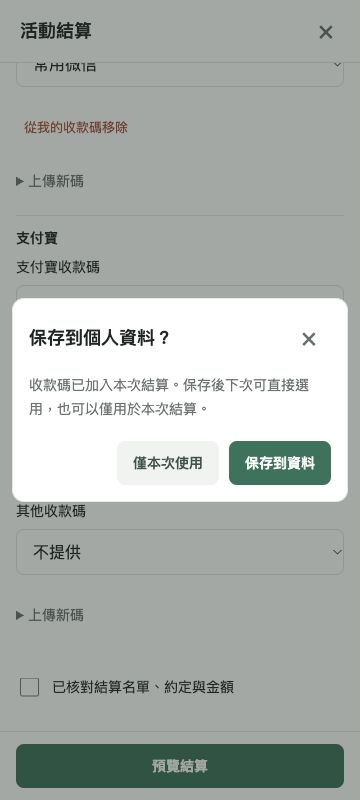 活動結算
常用微信
從我的收款碼移除
上傳新碼
支付寶
支付寶收款碼
保存到個人資料？
收款碼已加入本次結算。保存後下次可直接選
用，也可以僅用於本次結算。
僅本次使用
保存到資料
其他收款碼
不提供
上傳新碼
已核對結算名單、約定與金額
預覽結算